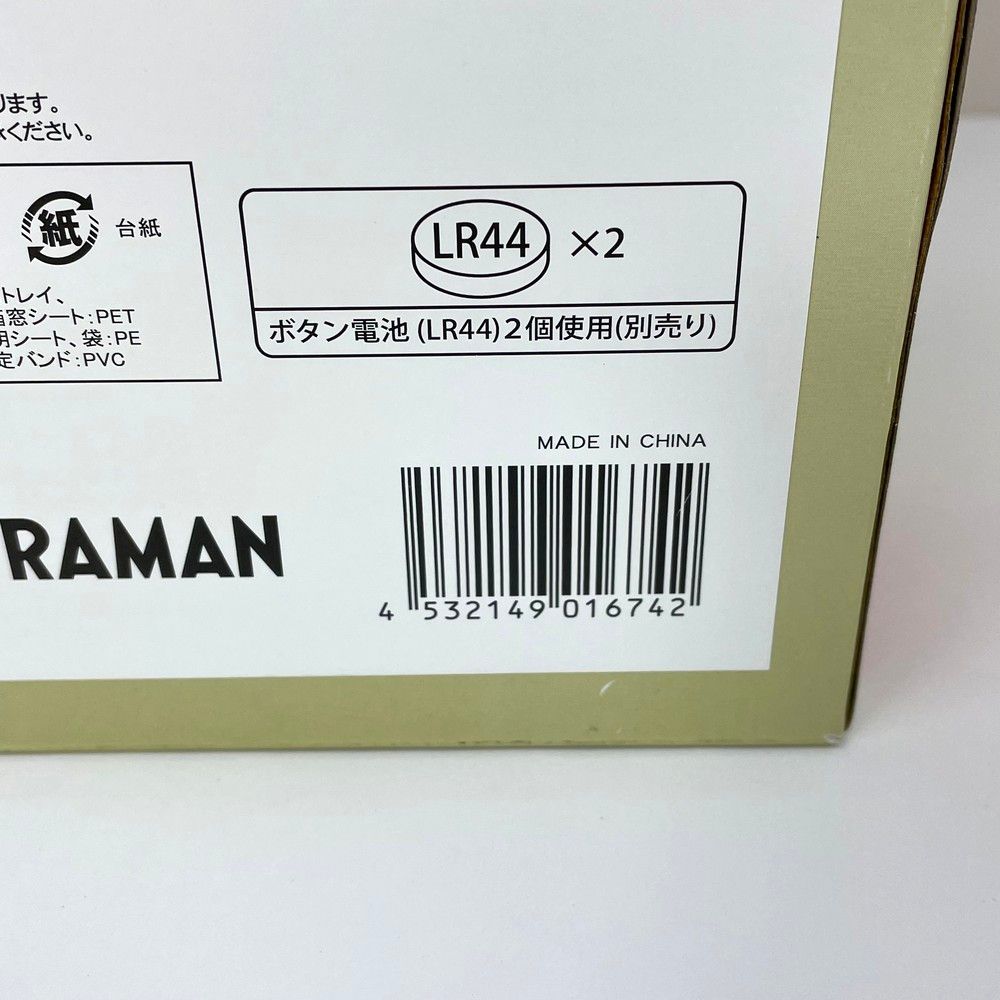 ります。
ください。
紙 台紙
トレイ、
窓シート:PET
明シート、袋:PE
定バンド:PVC
LR44 ×2
ボタン電池 (LR44)2個使用(別売り)
MADE IN CHINA
RAMAN
4 532149 016742